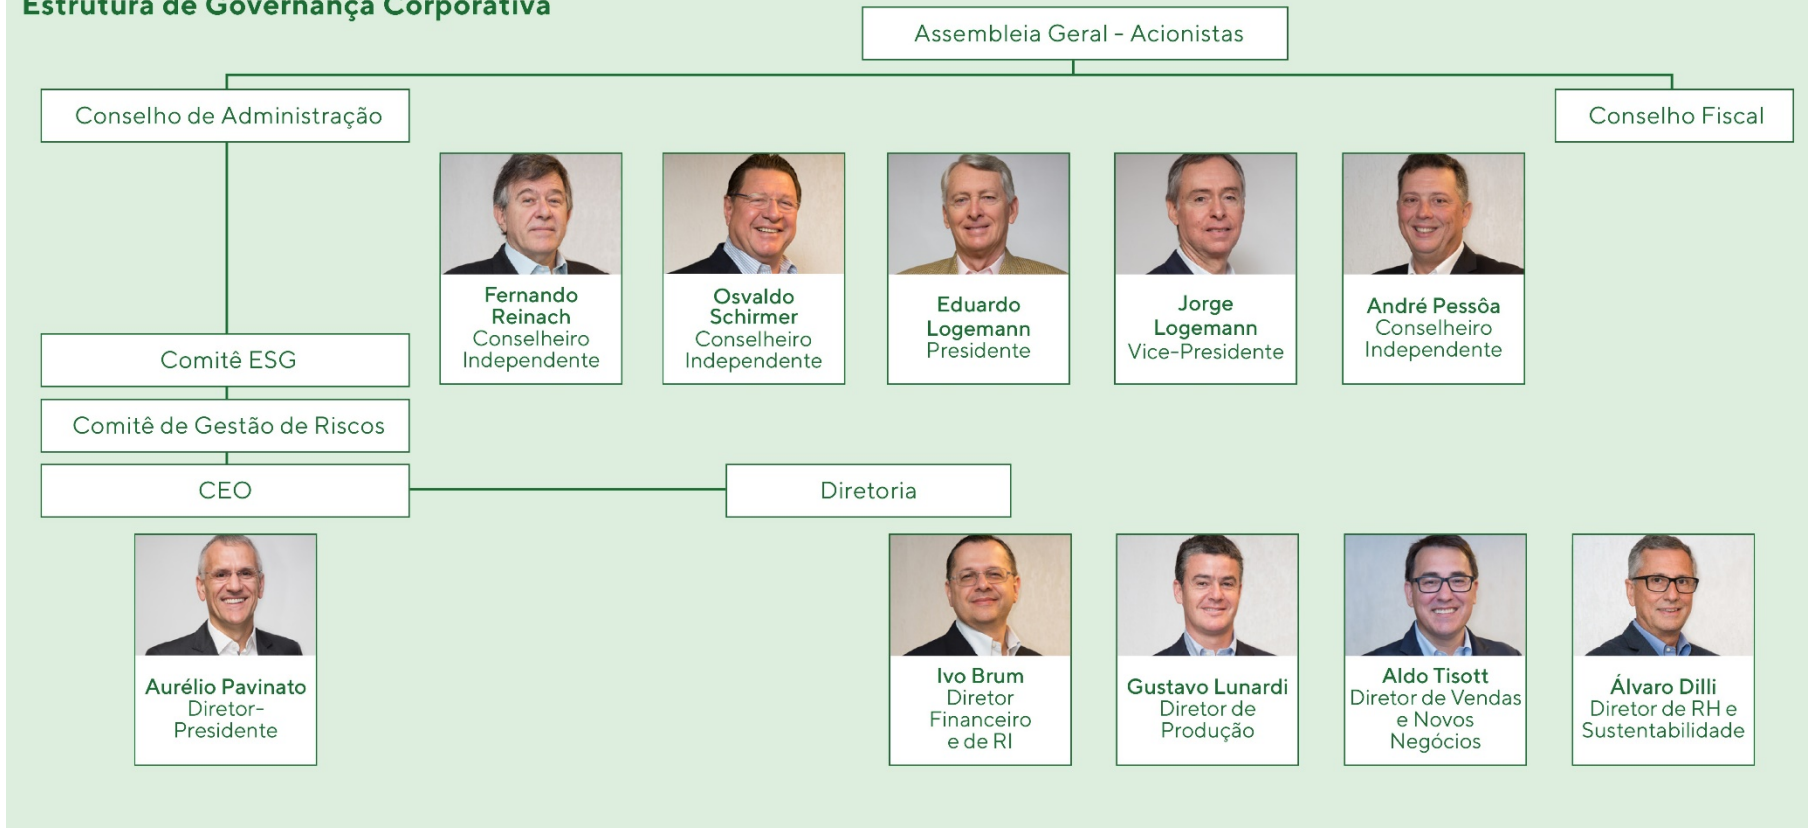 Estrutura de Governança Corporativa
Assembleia Geral - Acionistas
Conselho de Administração
Conselho Fiscal
Fernando
Reinach
Conselheiro
Independente
Osvaldo
Schirmer
Conselheiro
Independente
Eduardo
Logemann
Presidente
Jorge
Logemann
Vice-Presidente
André Pessôa
Conselheiro
Independente
Comitê ESG
Comitê de Gestão de Riscos
CEO
Diretoria
Aurélio Pavinato
Diretor-
Presidente
Ivo Brum
Diretor
Financeiro
e de RI
Gustavo Lunardi
Diretor de
Produção
Aldo Tisott
Diretor de Vendas
e Novos
Negócios
Álvaro Dilli
Diretor de RH e
Sustentabilidade